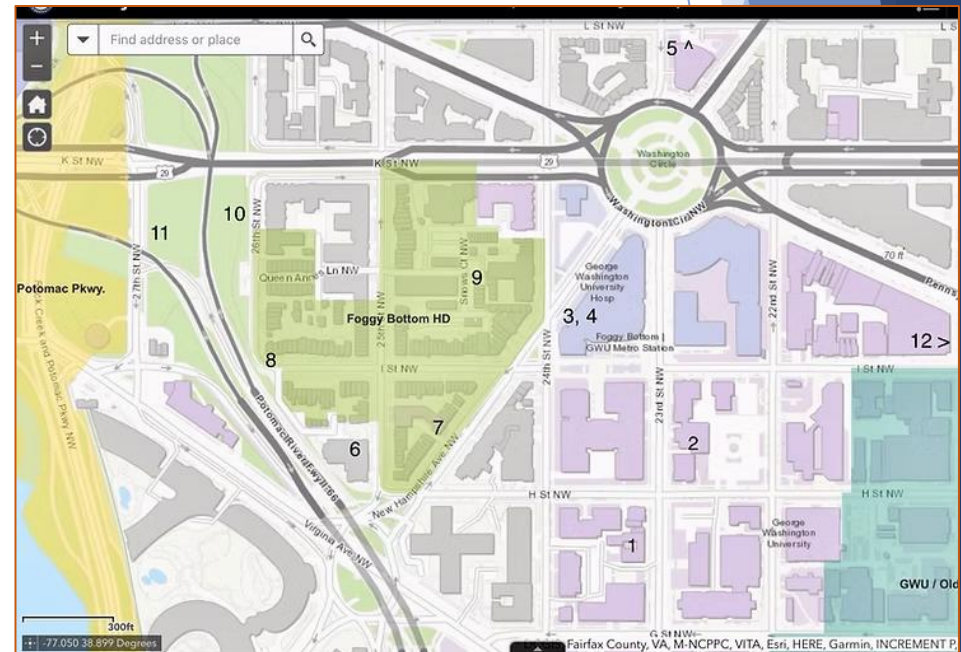 L St NW
L S
Find address or place
5 ^
K St NW
29
K St NW
29
Washington
Circle
Washington Cir NW
10
11
26th St NW
27th St NW
Queen Annes Ln NW
Snows Ct NW
9
George
Washington
University
Hosp
70 ft
Penns
22nd St NW
Potomac Pkwy.
Foggy Bottom HD
25th St NW
3, 4
Foggy Bottom |
GWU Metro Station
12 >
8
24th St NW
I St NW
I St NW
23rd St NW
Rock Creek and Potomac Pkwy NW
7
2
6
Potomac River Fwy
I-66
New Hampshire Ave NW
H St NW
H St NW
Virginia Ave NW
1
George
Washington
University
GWU / Old
300ft
G St NW
-77.050 38.899 Degrees
Fairfax County, VA, M-NCPPC, VITA, Esri, HERE, Garmin, INCREMENT P,